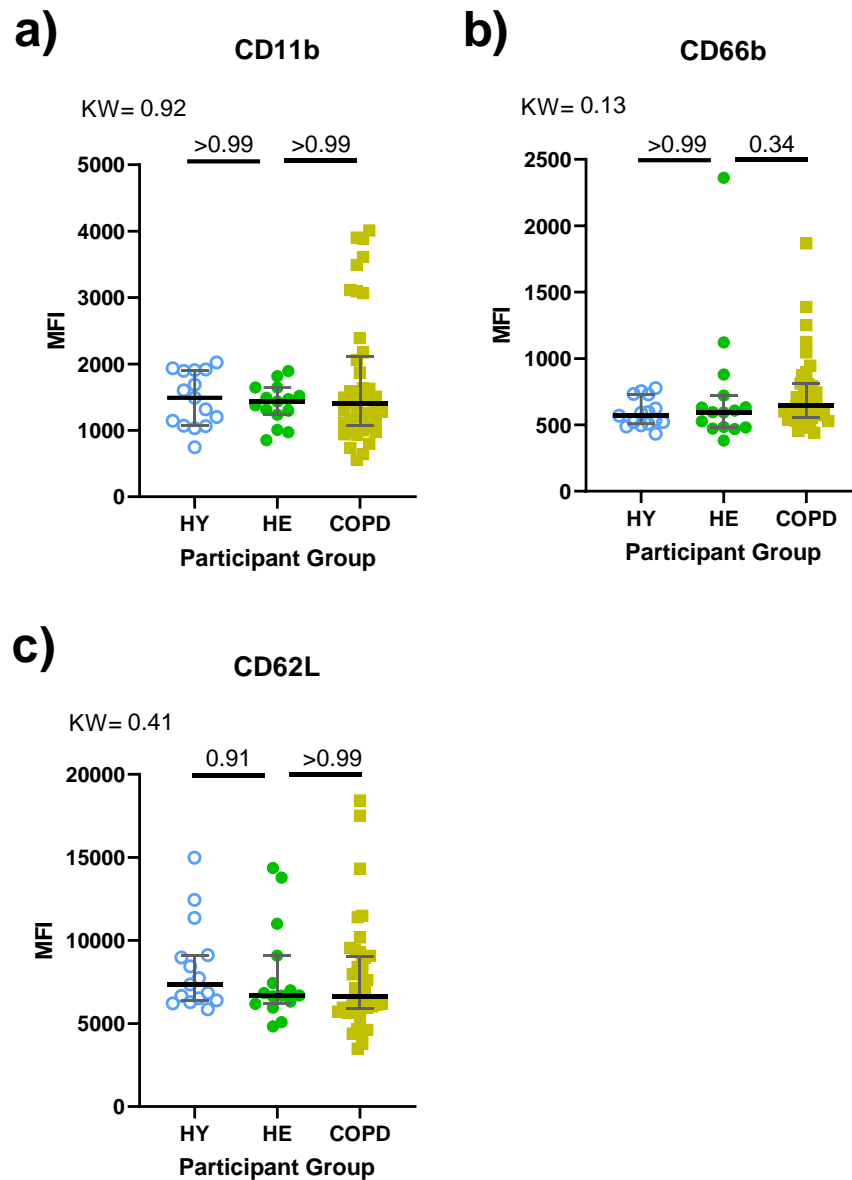 a)
CD11b
KW= 0.92
>0.99
>0.99
5000
4000
3000
2000
1000
0
MFI
HY
HE
COPD
Participant Group
b)
CD66b
KW= 0.13
>0.99
0.34
2500
2000
1500
1000
500
0
MFI
HY
HE
COPD
Participant Group
c)
CD62L
KW= 0.41
0.91
>0.99
20000
15000
10000
5000
0
MFI
HY
HE
COPD
Participant Group